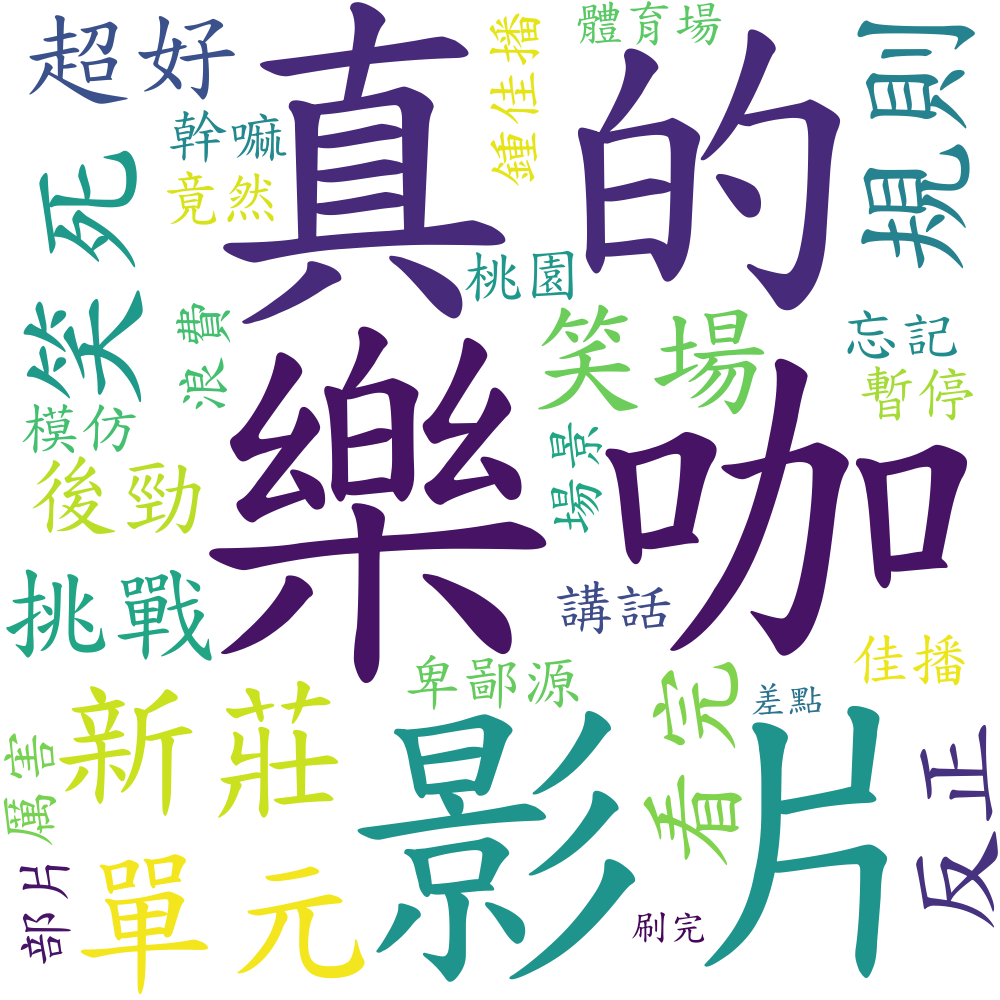 超好
真的
鍾佳播
體育場
規則
幹嘛
竟然
笑死
桃園
樂咖
浪費
笑場
忘記
暫停
模仿
後勁
場景
挑戰
講話
佳播
卑鄙源
看完
差點
新莊
影片
反正
厲害
單元
部片
刷完